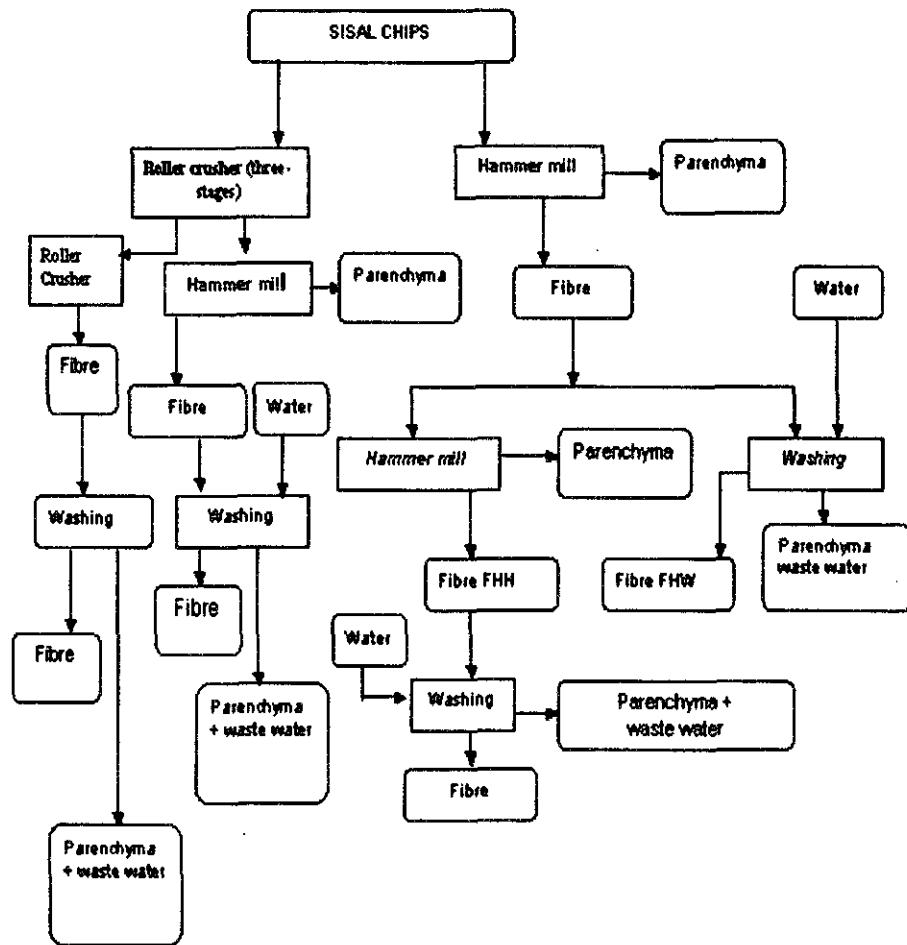 SISAL CHIPS
Roller crusher (three-
stages)
Hammer mill
Parenchyma
Roller
Crusher
Hammer mill
Parenchyma
Fibre
Water
Fibre
Fibre
Water
Hammer mill
Parenchyma
Washing
Washing
Washing
Fibre FHH
Fibre FHW
Parenchyma
waste water
Fibre
Fibre
Water
Washing
Parenchyma +
waste water
Parenchyma
+ waste water
Fibre
Parenchyma
+ waste water